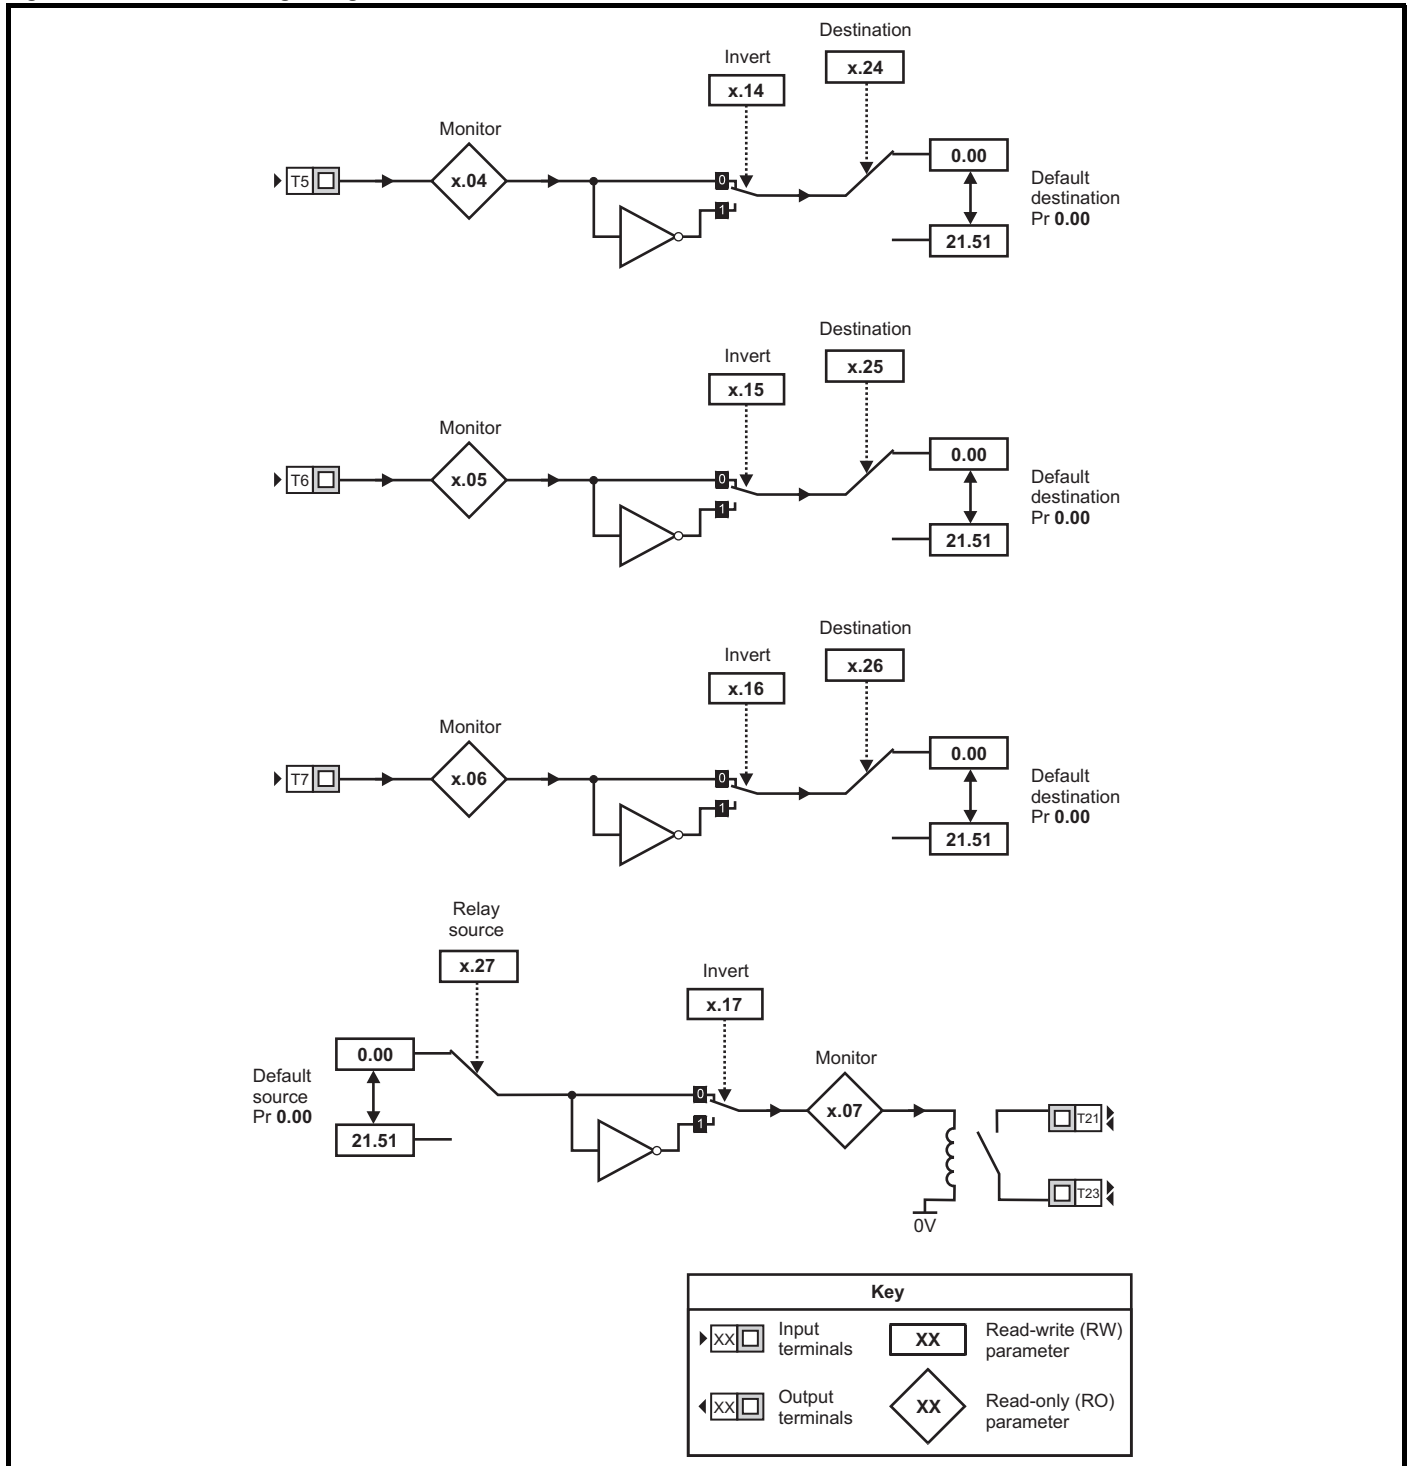 Destination
x.24
Invert
x.14
Monitor
T5
x.04
0
1
0.00
21.51
Default
destination
Pr 0.00
Destination
x.25
Invert
x.15
Monitor
T6
x.05
0
1
0.00
21.51
Default
destination
Pr 0.00
Destination
x.26
Invert
x.16
Monitor
T7
x.06
0
1
0.00
21.51
Default
destination
Pr 0.00
Relay
source
x.27
Invert
x.17
Default
source
Pr 0.00
0.00
21.51
0
1
Monitor
x.07
T21
T23
0V
Key
XX
Input
terminals
XX
Read-write (RW)
parameter
XX
Output
terminals
XX
Read-only (RO)
parameter